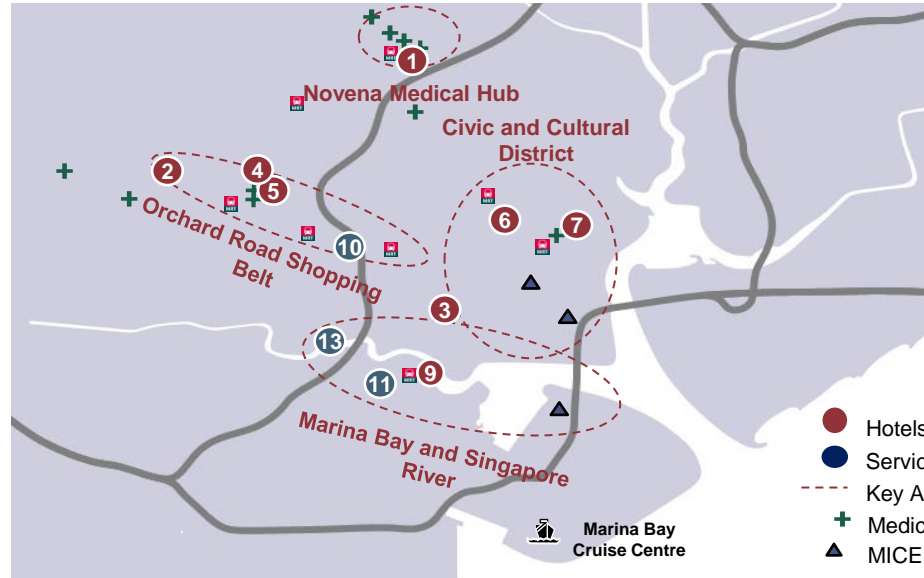 1
Novena Medical Hub
Civic and Cultural
District
2
4
5
6
7
Orchard Road Shopping
Belt
10
3
13
11
9
Marina Bay and Singapore
River
Marina Bay
Cruise Centre
Hotels
Servic
Key A
Medic
MICE